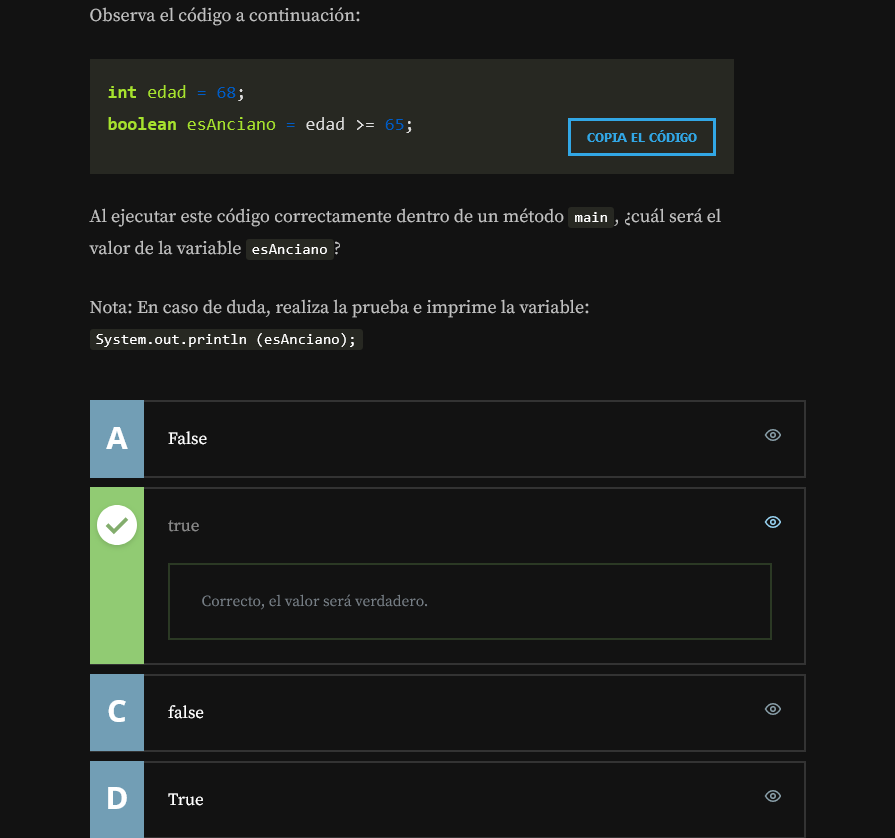 Observa el código a continuación:
int edad = 68;
boolean esAnciano = edad >= 65;
COPIA EL CÓDIGO
Al ejecutar este código correctamente dentro de un método main, ¿cuál será el
valor de la variable esAnciano?
Nota: En caso de duda, realiza la prueba e imprime la variable:
System.out.println (esAnciano);
A
False
true
Correcto, el valor será verdadero.
C
false
D
True